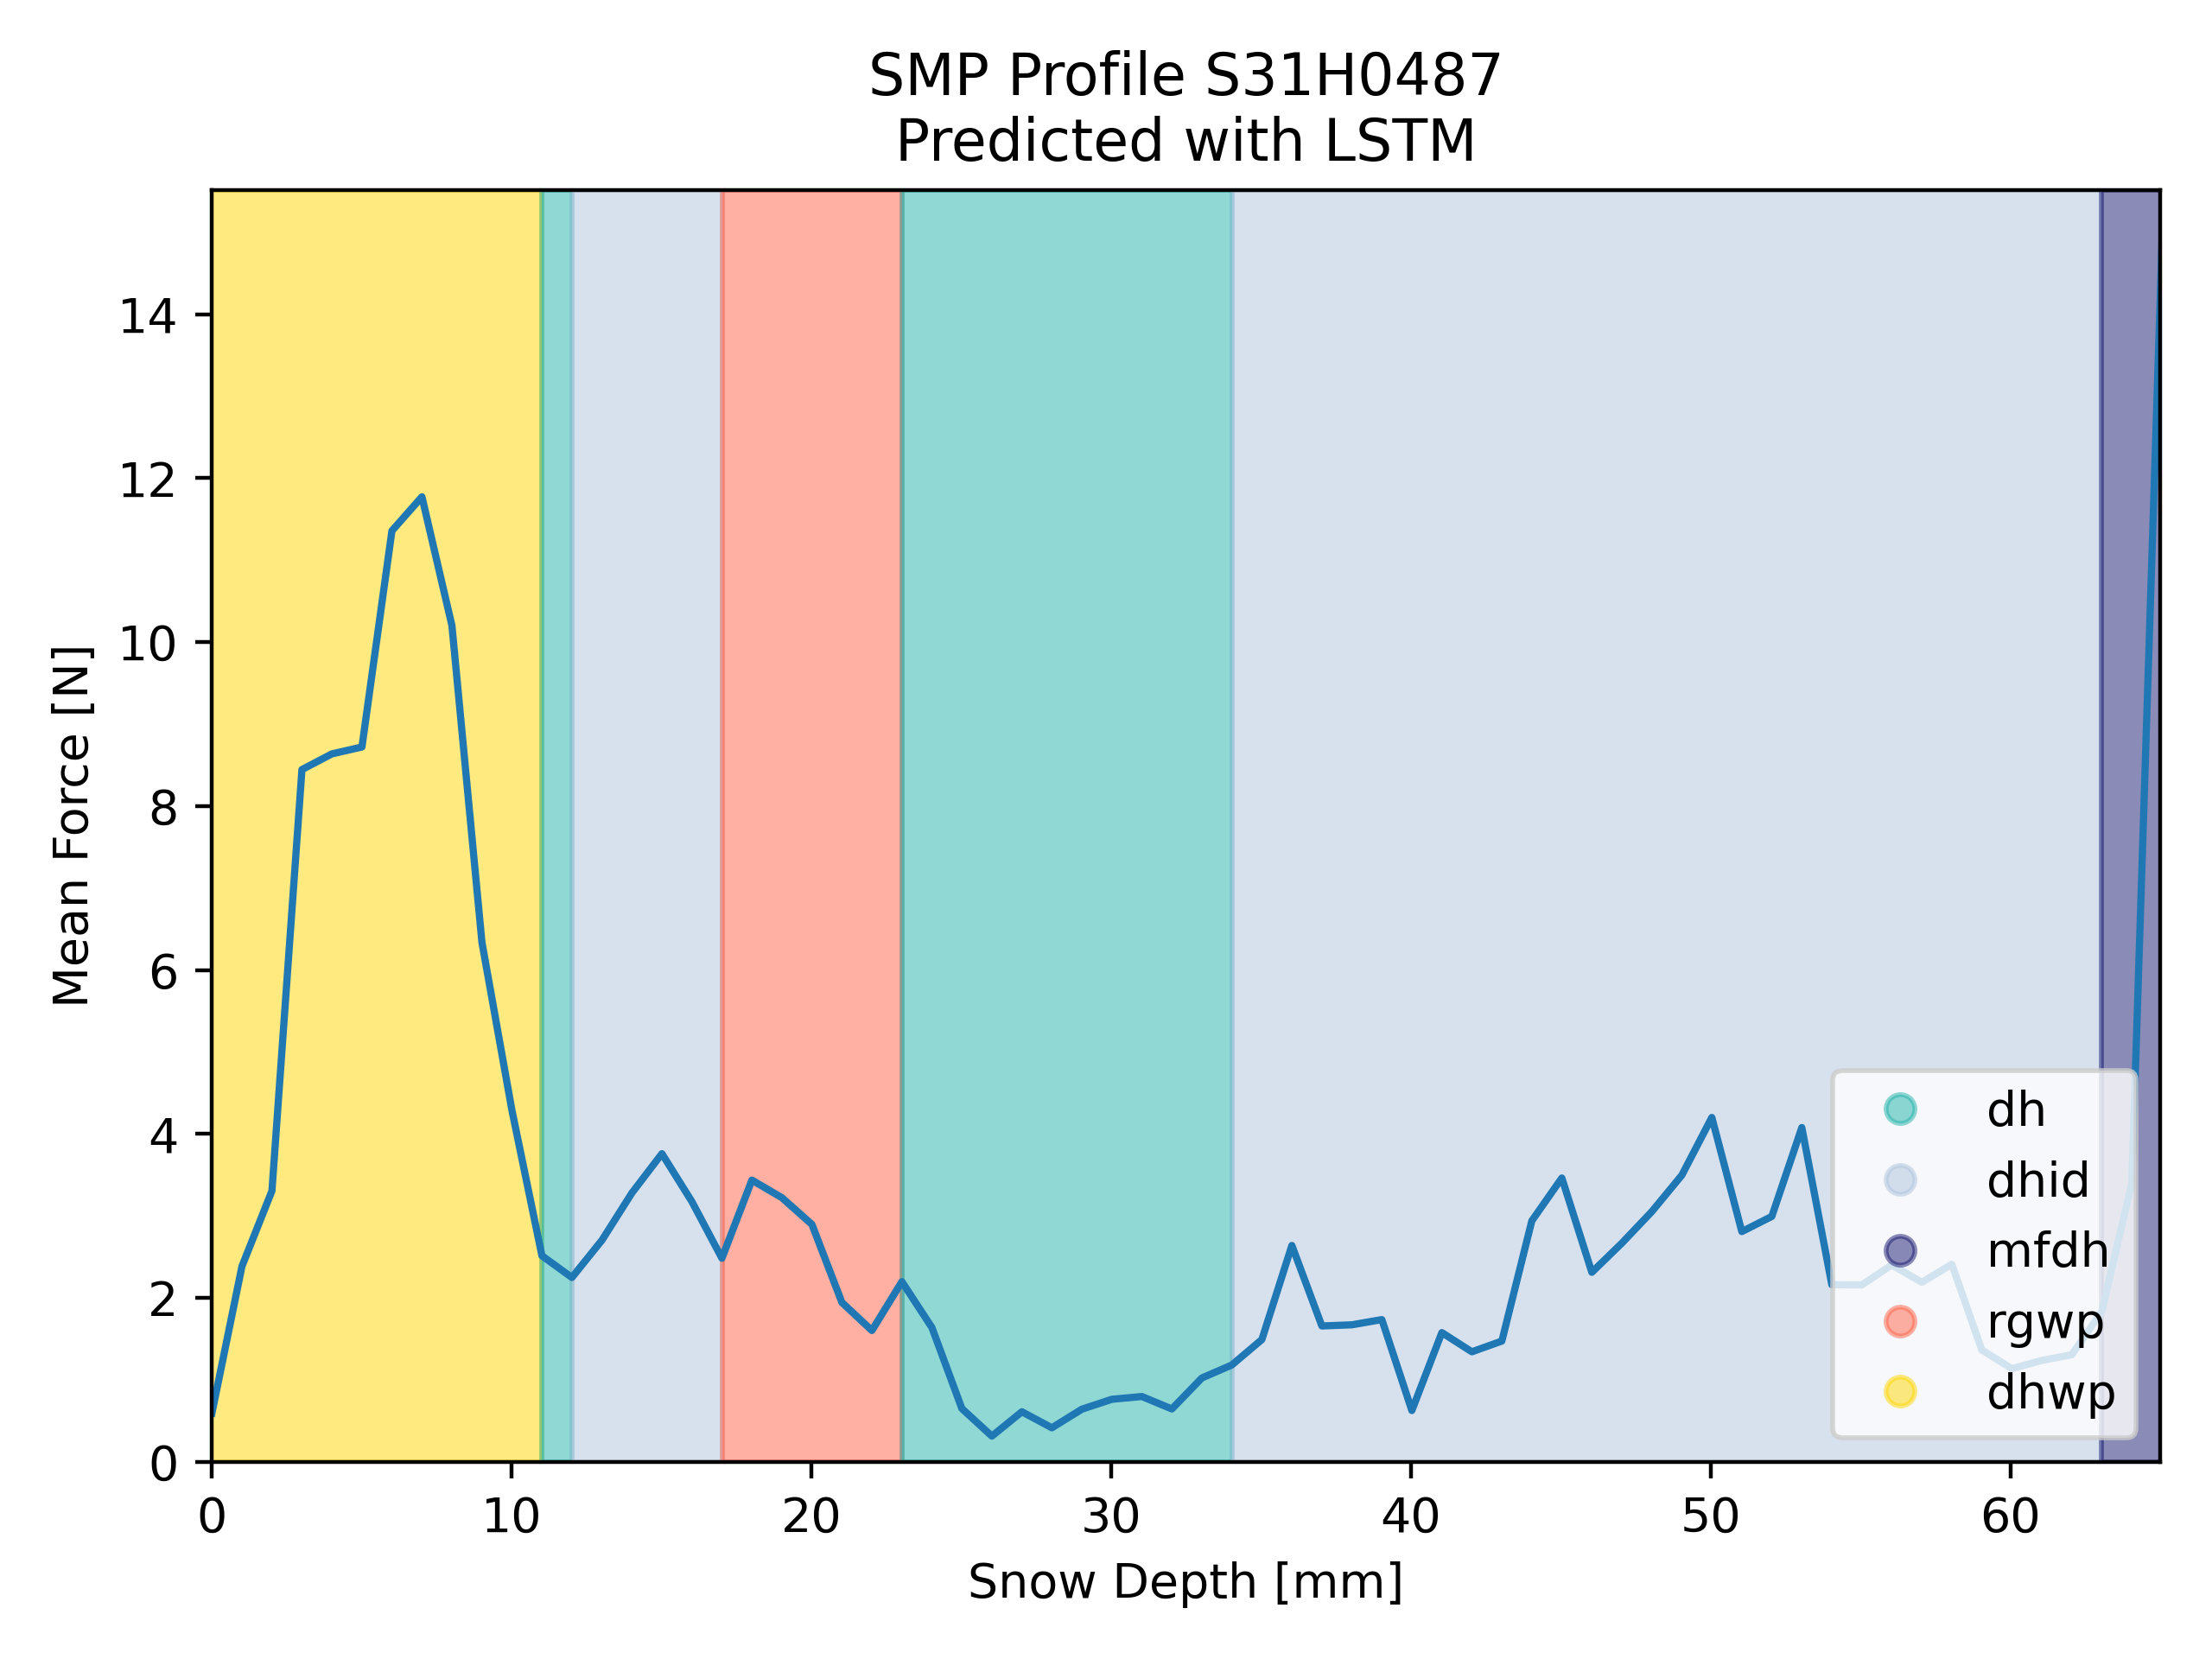 SMP Profile S31H0487
Predicted with LSTM
Mean Force [N]
14
12
10
8
6
4
2
0
0 10 20 30 40 50 60
Snow Depth [mm]
dh
dhid
mfdh
rgwp
dhwp